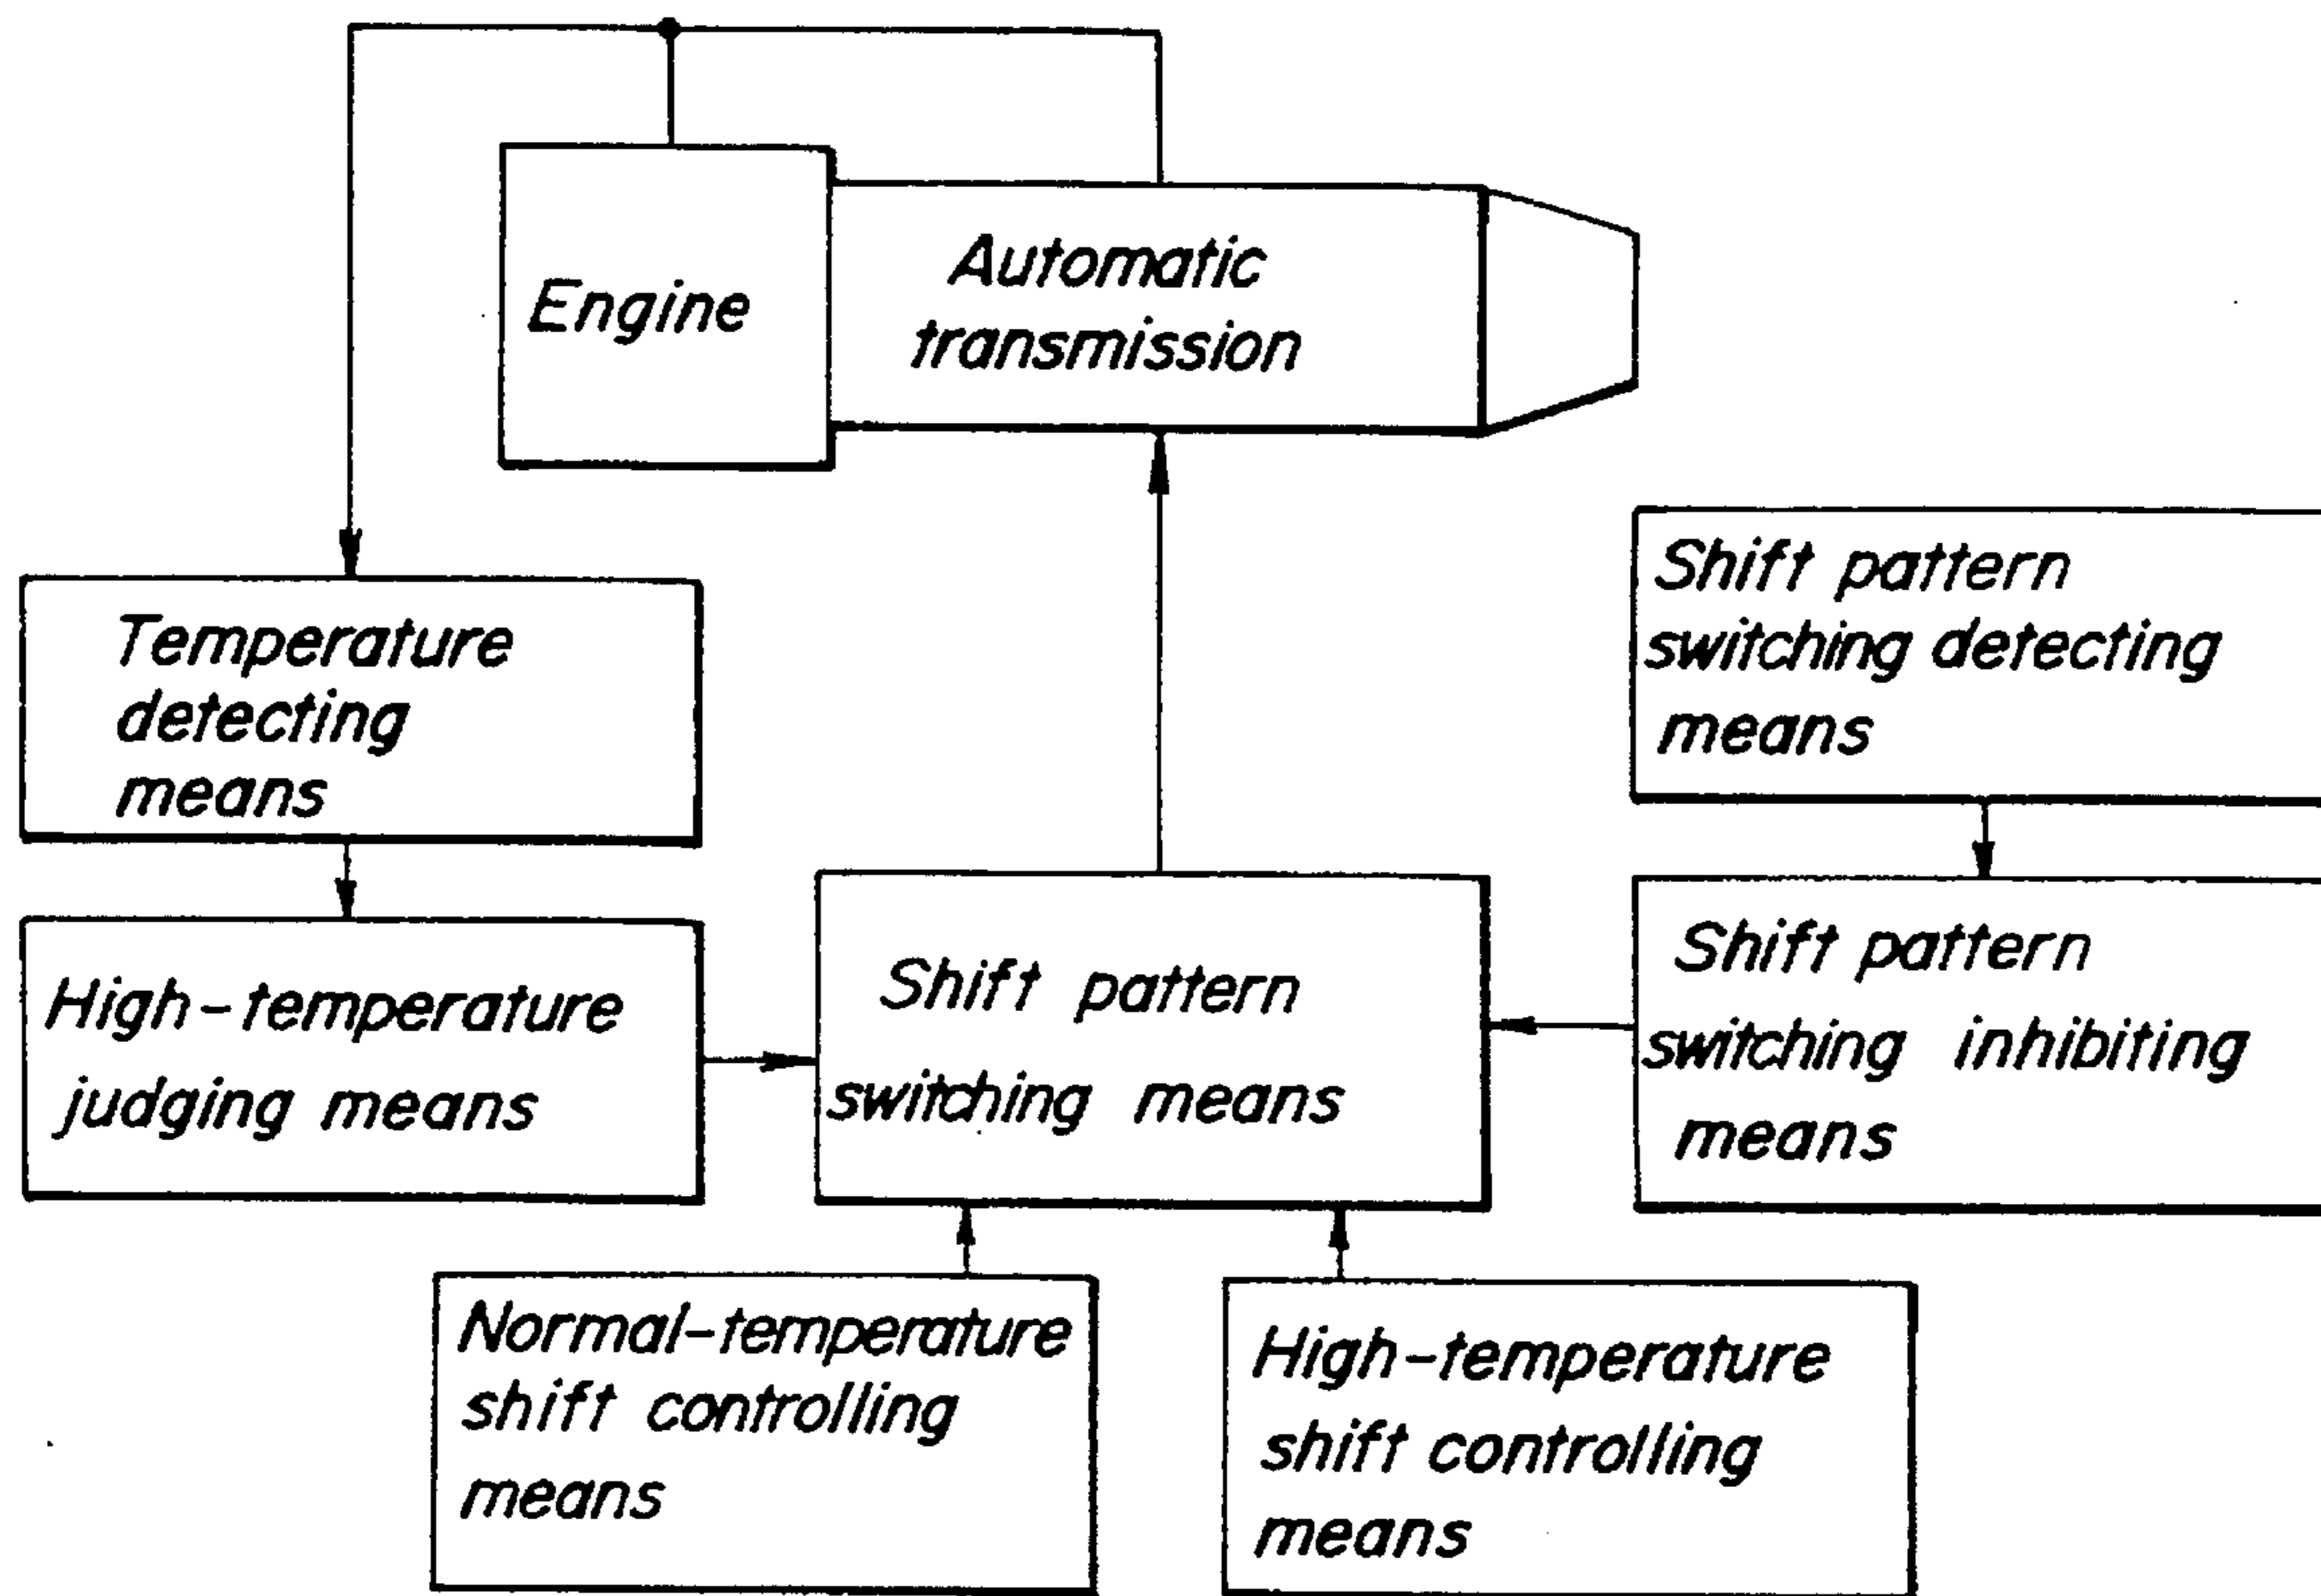 Engine
Automatic
transmission
Temperature
detecting
means
Shift pattern
switching detecting
means
High-temperature
judging means
Shift pattern
switching means
Shift pattern
switching inhibiting
means
Normal-temperature
shift controlling
means
High-temperature
shift controlling
means